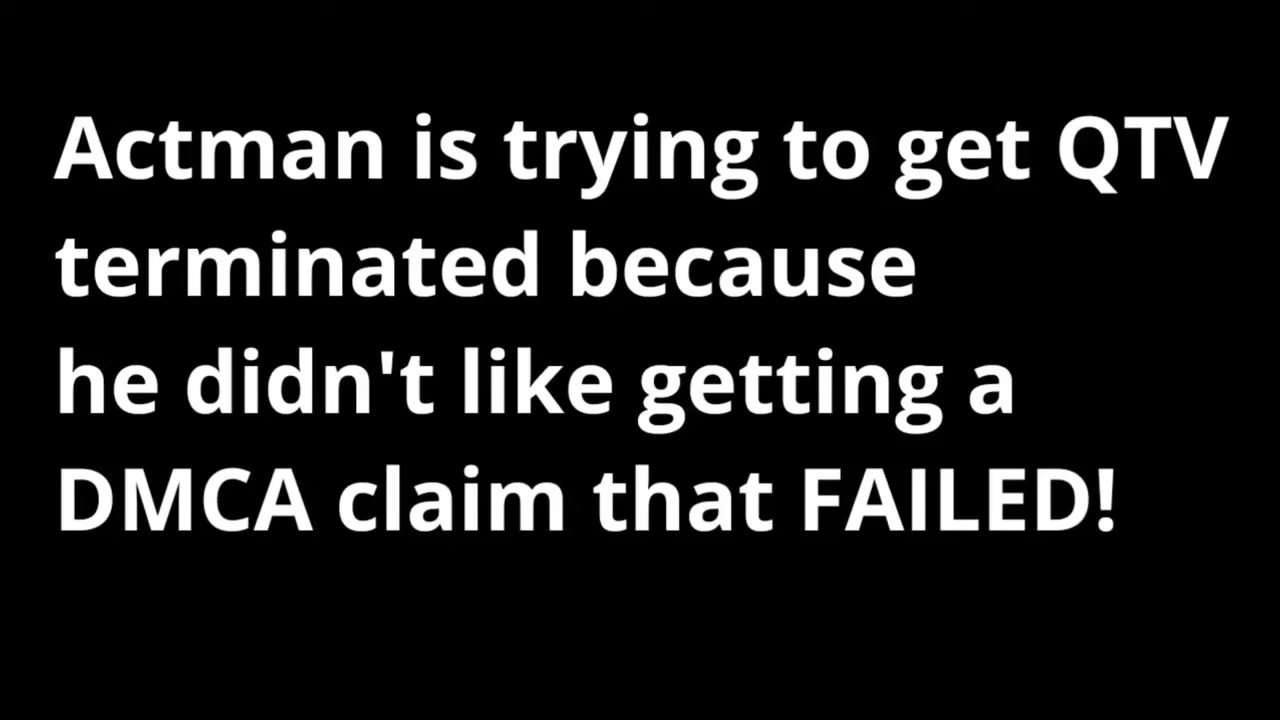 Actman is trying to get QTV
terminated because
he didn't like getting a
DMCA claim that FAILED!